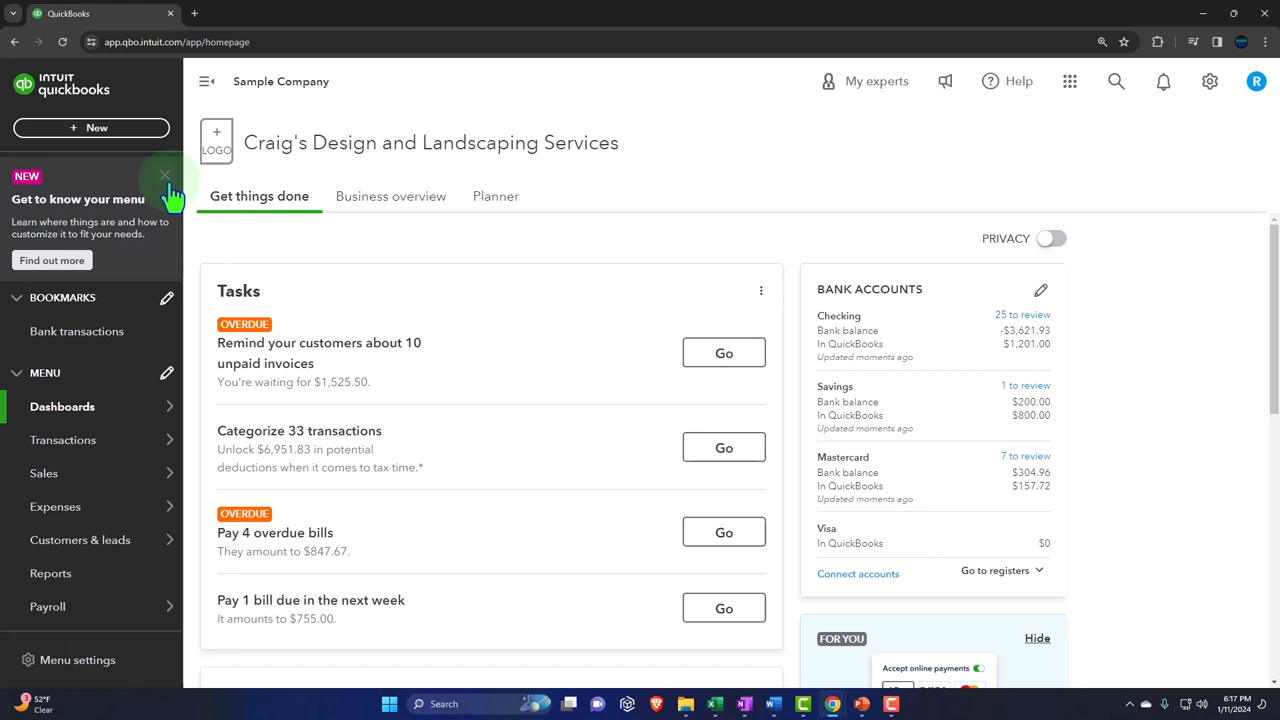 QuickBooks
app.qbo.intuit.com/app/homepage
INTUIT
quickbooks
+ New
NEW
Get to know your menu
Learn where things are and how to
customize it to fit your needs.
Find out more
BOOKMARKS
Bank transactions
MENU
Dashboards
Transactions
Sales
Expenses
Customers & leads
Reports
Payroll
Menu settings
Sample Company
My experts
Help
R
+
LOGO
Craig's Design and Landscaping Services
Get things done
Business overview
Planner
PRIVACY
Tasks
OVERDUE
Remind your customers about 10
unpaid invoices
You're waiting for $1,525.50.
Go
Categorize 33 transactions
Unlock $6,951.83 in potential
deductions when it comes to tax time.*
Go
OVERDUE
Pay 4 overdue bills
They amount to $847.67.
Go
Pay 1 bill due in the next week
It amounts to $755.00.
Go
BANK ACCOUNTS
Checking 25 to review
Bank balance -$3,621.93
In QuickBooks $1,201.00
Updated moments ago
Savings 1 to review
Bank balance $200.00
In QuickBooks $800.00
Updated moments ago
Mastercard 7 to review
Bank balance $304.96
In QuickBooks $157.72
Updated moments ago
Visa
In QuickBooks $0
Connect accounts Go to registers
FOR YOU Hide
Accept online payments
3 52°F
Clear
Search
6:17 PM
1/11/2024